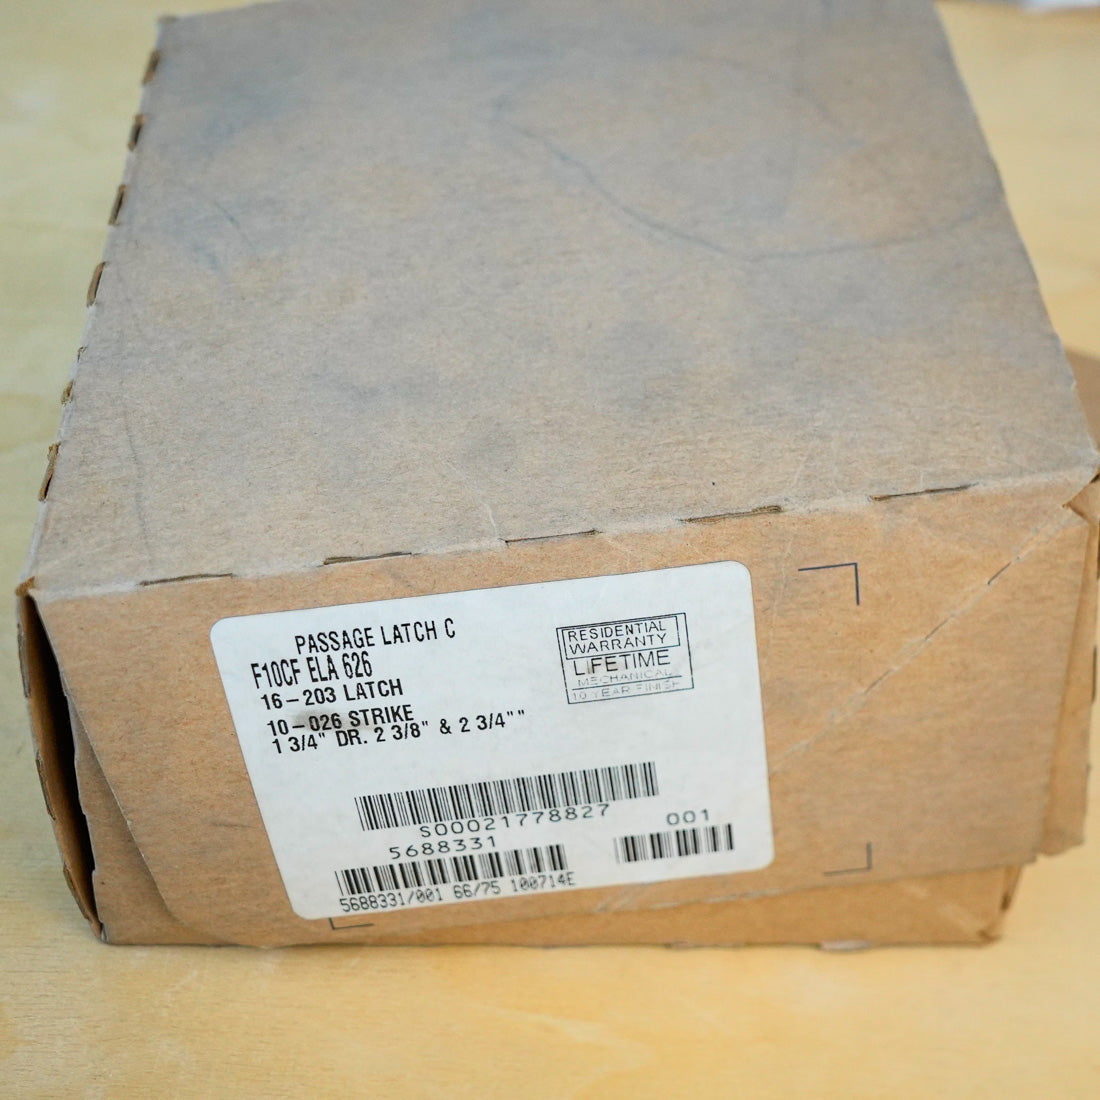 PASSAGE LATCH C
F10CF ELA 626
16-203 LATCH
10-026 STRIKE
1 3/4" DR. 2 3/8" & 2 3/4""
RESIDENTIAL
WARRANTY
LIFETIME
MECHANICAL
10 YEAR FINISH
S00021778827
5688331
001
5688331/001 66/75 100714E